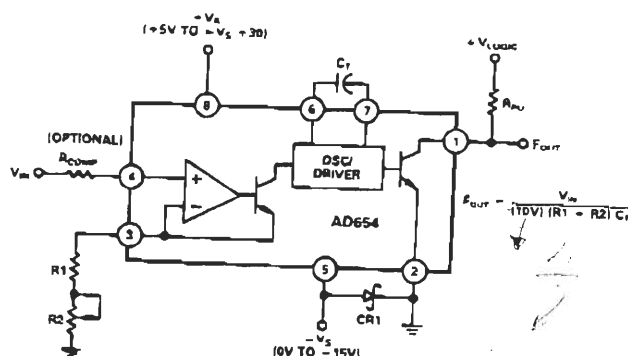 +VS
(+5V TO -VS +30)
+VLOGIC
CT
RPU
8
6
7
1
FOUT
(OPTIONAL)
RCOMP
VIN
4
+
-
OSC/
DRIVER
AD654
FOUT = VIN
(10V) (R1 + R2) CT
3
5
2
R1
R2
CR1
-VS
(0V TO -15V)